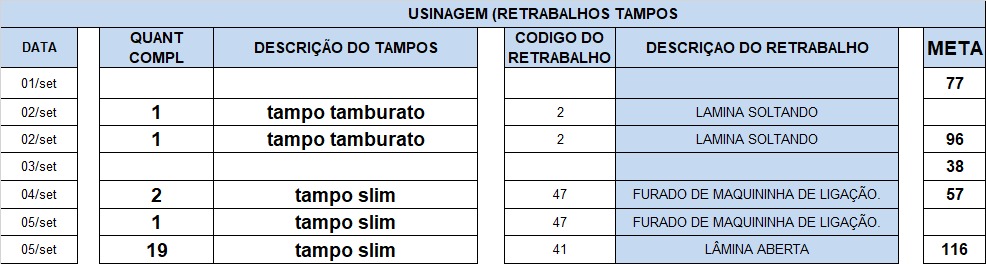 USINAGEM (RETRABALHOS TAMPOS
DATA QUANT COMPL DESCRIÇÃO DO TAMPOS CODIGO DO RETRABALHO DESCRIÇAO DO RETRABALHO META
01/set 77
02/set 1 tampo tamburato 2 LAMINA SOLTANDO
02/set 1 tampo tamburato 2 LAMINA SOLTANDO 96
03/set 38
04/set 2 tampo slim 47 FURADO DE MAQUININHA DE LIGAÇÃO. 57
05/set 1 tampo slim 47 FURADO DE MAQUININHA DE LIGAÇÃO.
05/set 19 tampo slim 41 LÂMINA ABERTA 116